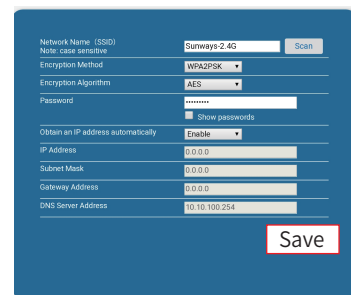 Network Name (SSID)
Note: case sensitive
Sunways-2.4G
Scan
Encryption Method
WPA2PSK
Encryption Algorithm
AES
Password
•••••••••
Show passwords
Obtain an IP address automatically
Enable
IP Address
0.0.0.0
Subnet Mask
0.0.0.0
Gateway Address
0.0.0.0
DNS Server Address
10.10.100.254
Save